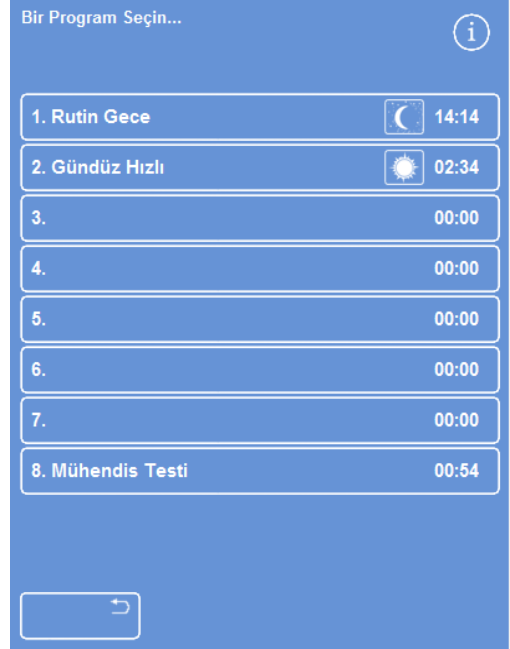 Bir Program Seçin...
i
1. Rutin Gece 14:14
2. Gündüz Hızlı 02:34
3. 00:00
4. 00:00
5. 00:00
6. 00:00
7. 00:00
8. Mühendis Testi 00:54